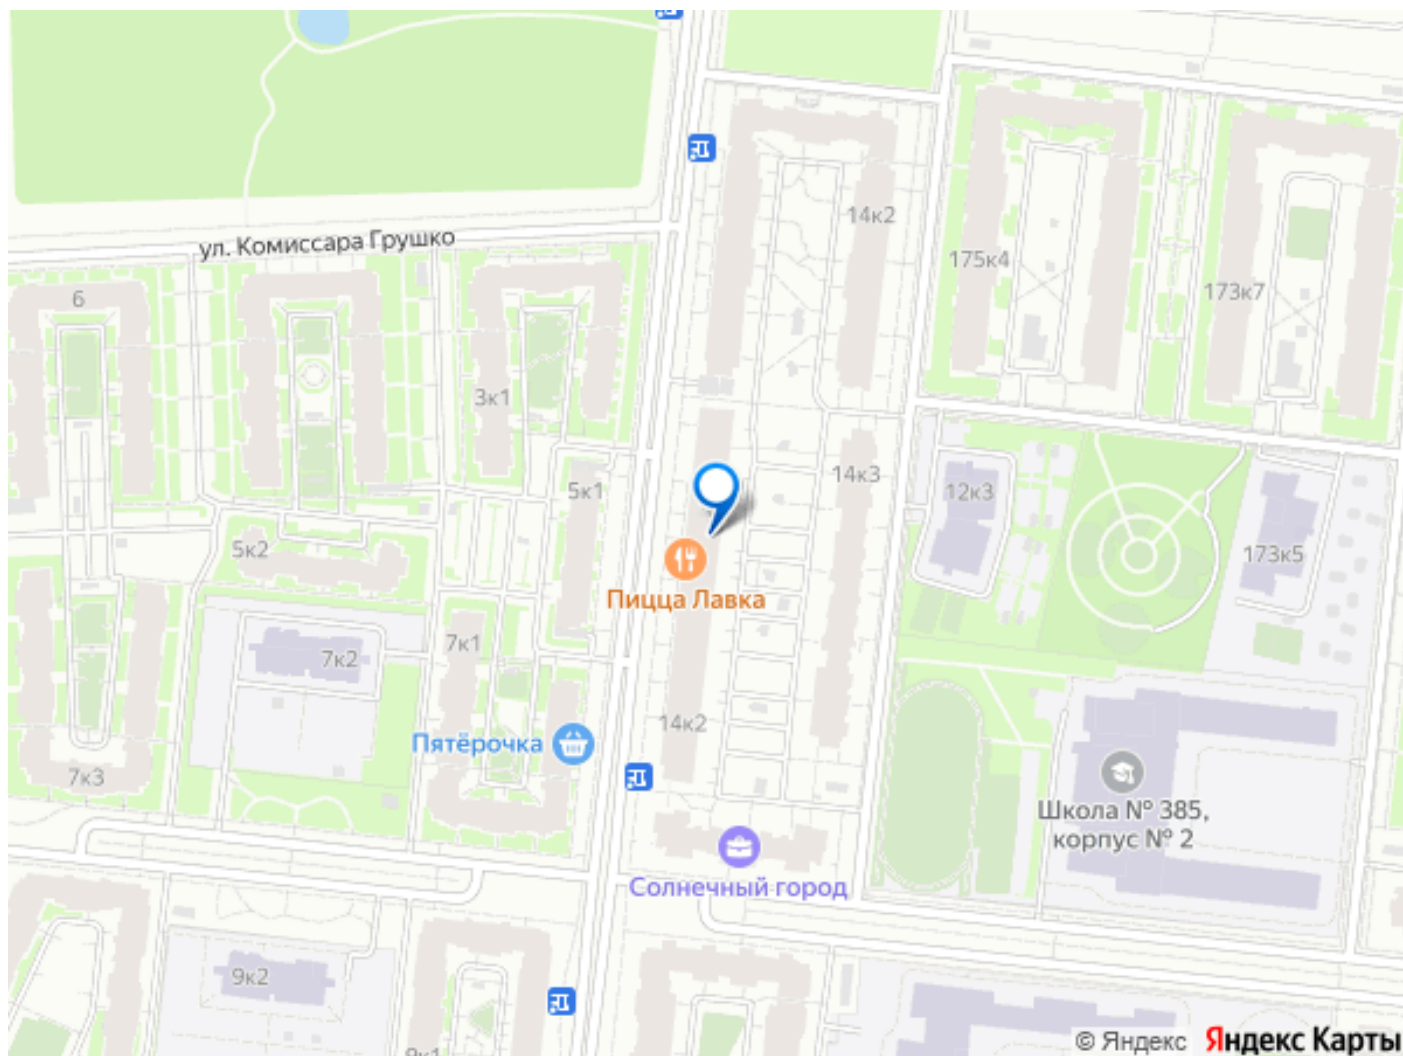 14к2
ул. Комиссара Грушко
175к4
173к7
6
3к1
14к3
5к1
12к3
5к2
173к5
Пицца Лавка
7к1
7к2
14к2
Пятёрочка
7к3
Школа № 385,
корпус № 2
Солнечный город
9к2
9к1
© Яндекс Яндекс Карты